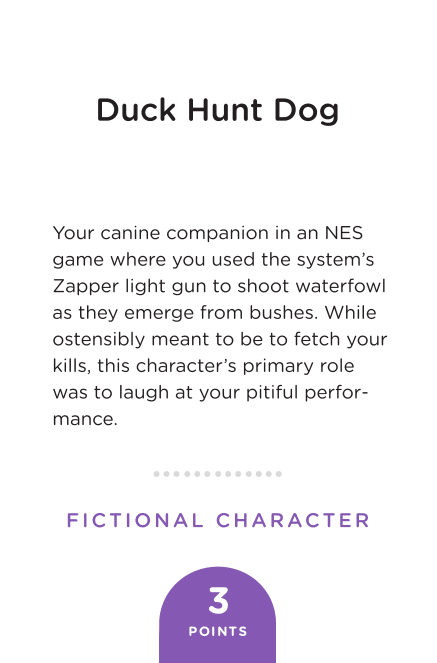 Duck Hunt Dog
Your canine companion in an NES
game where you used the system's
Zapper light gun to shoot waterfowl
as they emerge from bushes. While
ostensibly meant to be to fetch your
kills, this character's primary role
was to laugh at your pitiful perfor-
mance.
FICTIONAL CHARACTER
3
POINTS